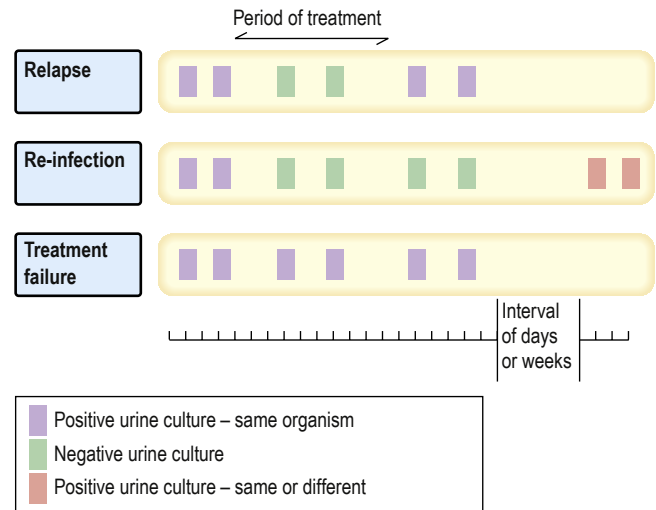 Period of treatment
Relapse
Re-infection
Treatment
failure
Interval
of days
or weeks
Positive urine culture – same organism
Negative urine culture
Positive urine culture – same or different